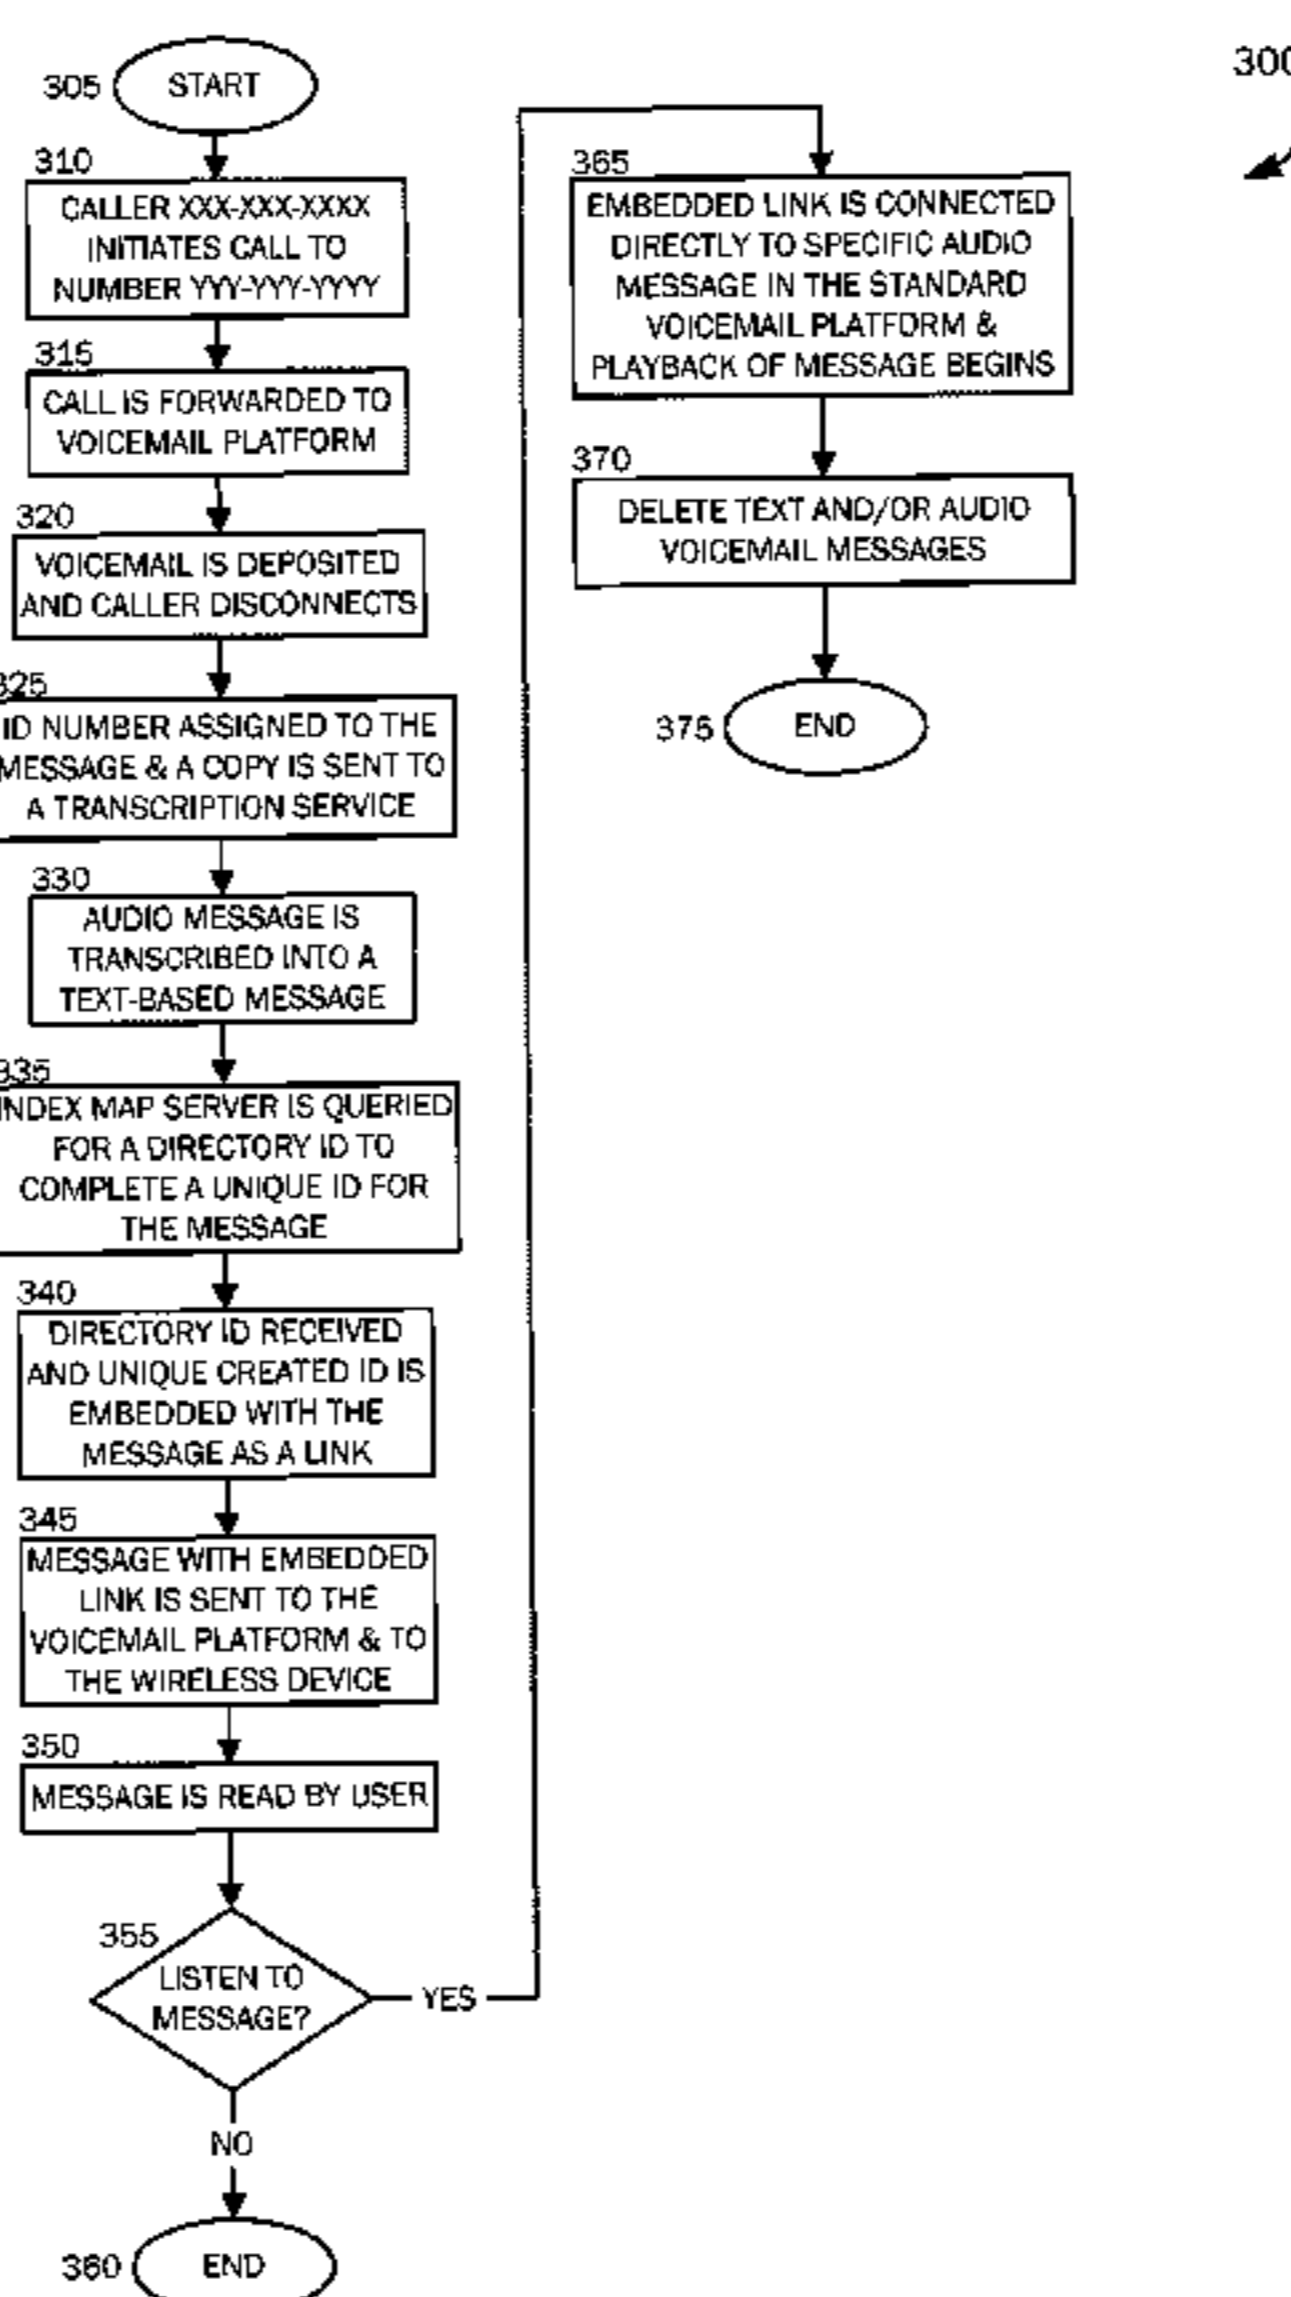 305 START
310
CALLER XXX-XXX-XXXX
INITIATES CALL TO
NUMBER YYY-YYY-YYYY
315
CALL IS FORWARDED TO
VOICEMAIL PLATFORM
320
VOICEMAIL IS DEPOSITED
AND CALLER DISCONNECTS
325
ID NUMBER ASSIGNED TO THE
MESSAGE & A COPY IS SENT TO
A TRANSCRIPTION SERVICE
330
AUDIO MESSAGE IS
TRANSCRIBED INTO A
TEXT-BASED MESSAGE
335
INDEX MAP SERVER IS QUERIED
FOR A DIRECTORY ID TO
COMPLETE A UNIQUE ID FOR
THE MESSAGE
340
DIRECTORY ID RECEIVED
AND UNIQUE CREATED ID IS
EMBEDDED WITH THE
MESSAGE AS A LINK
345
MESSAGE WITH EMBEDDED
LINK IS SENT TO THE
VOICEMAIL PLATFORM & TO
THE WIRELESS DEVICE
350
MESSAGE IS READ BY USER
355
LISTEN TO
MESSAGE?
YES
NO
360 END
365
EMBEDDED LINK IS CONNECTED
DIRECTLY TO SPECIFIC AUDIO
MESSAGE IN THE STANDARD
VOICEMAIL PLATFORM &
PLAYBACK OF MESSAGE BEGINS
370
DELETE TEXT AND/OR AUDIO
VOICEMAIL MESSAGES
375 END
300